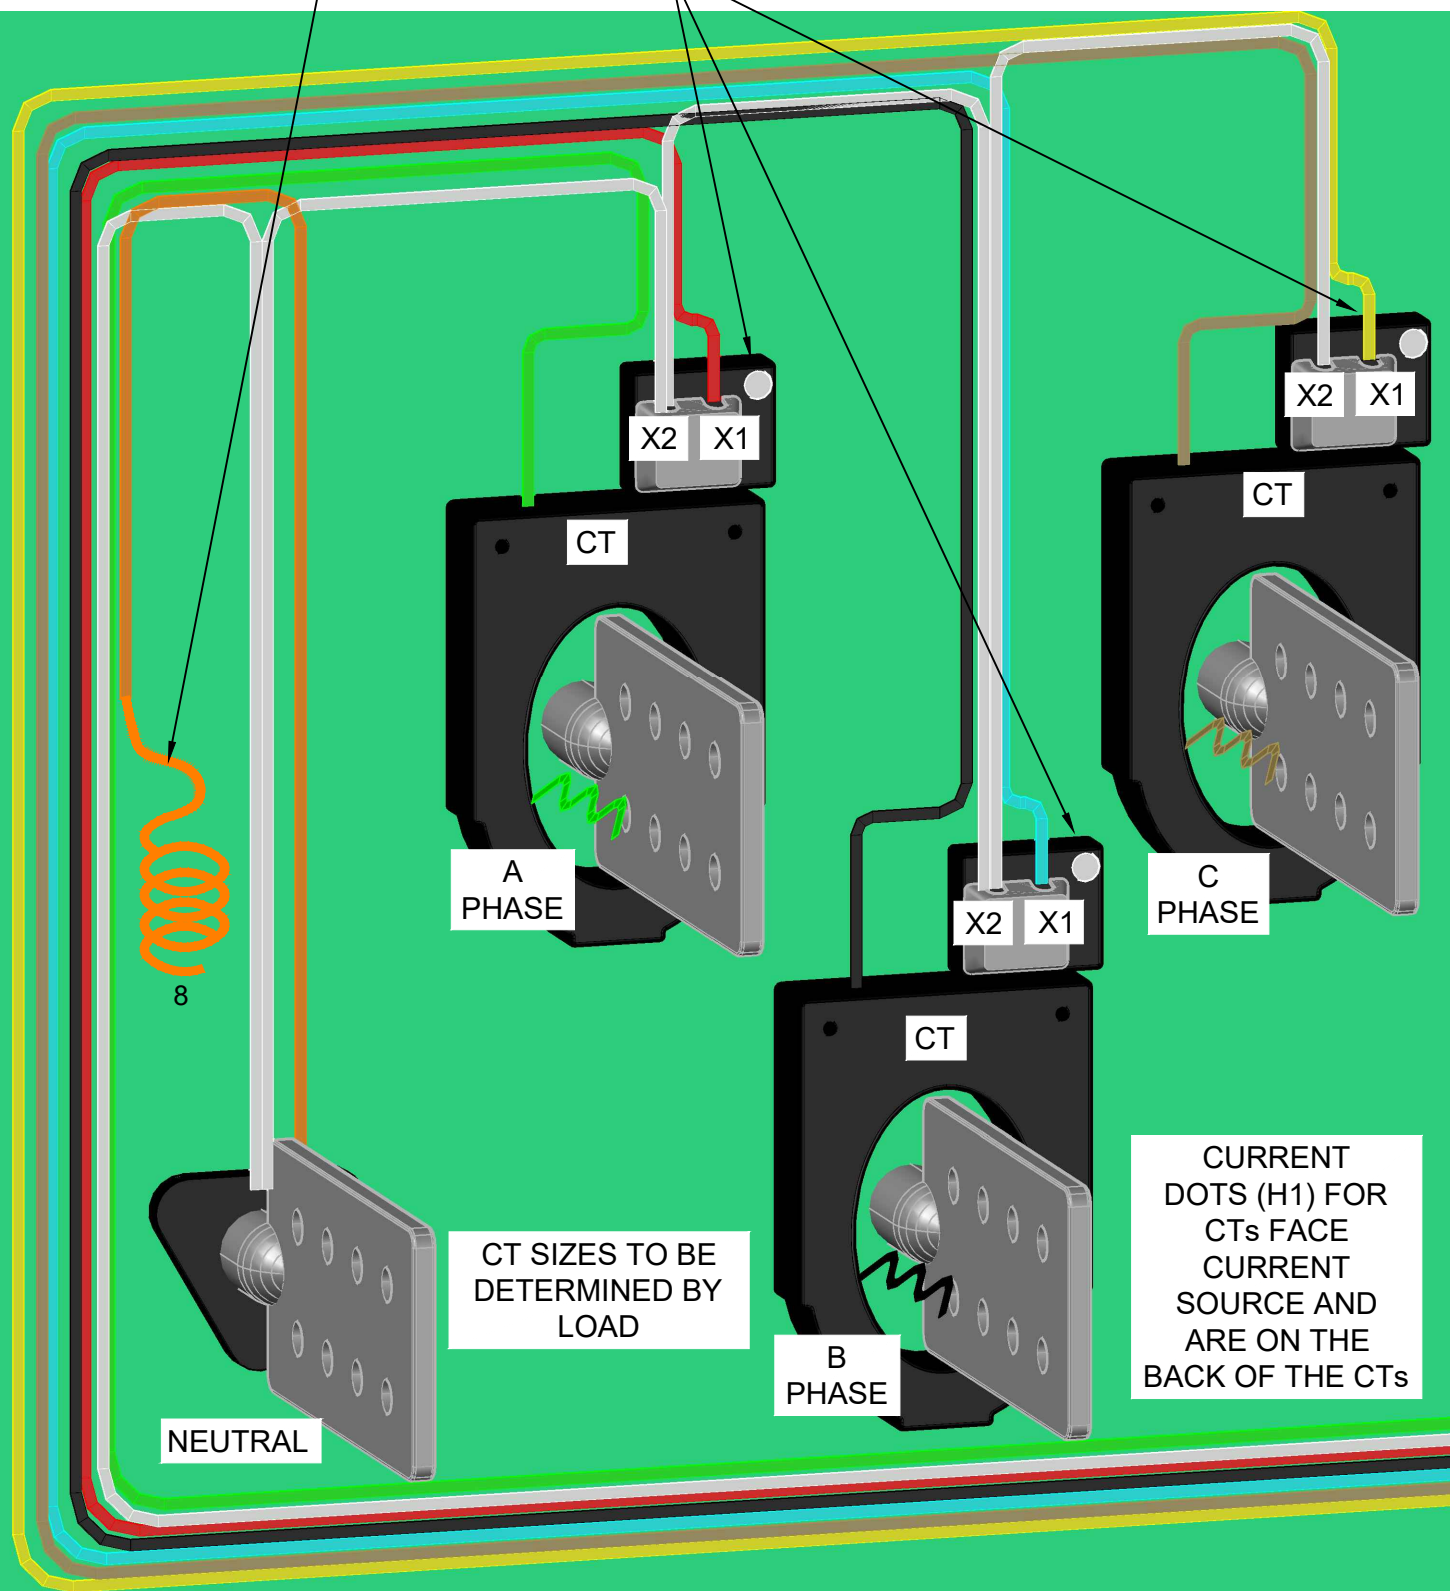 X2 X1
X2 X1
CT
CT
A
PHASE
C
PHASE
X2 X1
8
CT
CURRENT
DOTS (H1) FOR
CTs FACE
CURRENT
SOURCE AND
ARE ON THE
BACK OF THE CTs
CT SIZES TO BE
DETERMINED BY
LOAD
B
PHASE
NEUTRAL